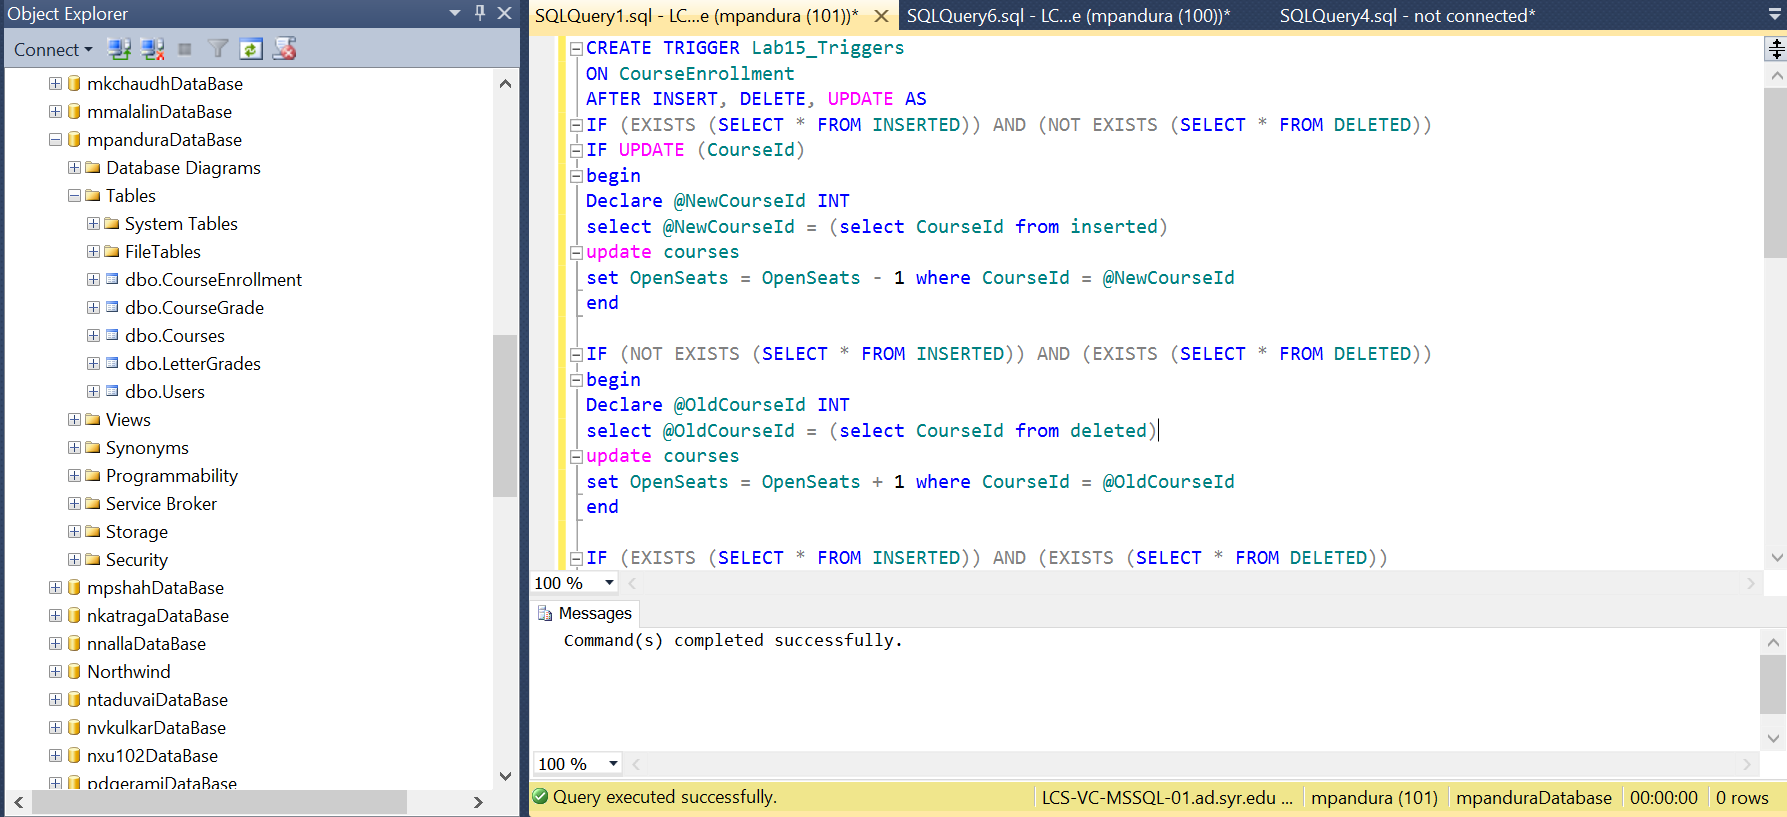 Object Explorer
Connect
mkchaudhDataBase
mmalalinDataBase
mpanduraDataBase
Database Diagrams
Tables
System Tables
FileTables
dbo.CourseEnrollment
dbo.CourseGrade
dbo.Courses
dbo.LetterGrades
dbo.Users
Views
Synonyms
Programmability
Service Broker
Storage
Security
mpshahDataBase
nkatragaDataBase
nnallaDataBase
Northwind
ntaduvaiDataBase
nvkulkarDataBase
nxu102DataBase
pdgeramiDataBase
SQLQuery1.sql - LC...e (mpandura (101))* SQLQuery6.sql - LC...e (mpandura (100))* SQLQuery4.sql - not connected*
CREATE TRIGGER Lab15_Triggers
ON CourseEnrollment
AFTER INSERT, DELETE, UPDATE AS
IF (EXISTS (SELECT * FROM INSERTED)) AND (NOT EXISTS (SELECT * FROM DELETED))
IF UPDATE (CourseId)
begin
Declare @NewCourseId INT
select @NewCourseId = (select CourseId from inserted)
update courses
set OpenSeats = OpenSeats - 1 where CourseId = @NewCourseId
end
IF (NOT EXISTS (SELECT * FROM INSERTED)) AND (EXISTS (SELECT * FROM DELETED))
begin
Declare @OldCourseId INT
select @OldCourseId = (select CourseId from deleted)
update courses
set OpenSeats = OpenSeats + 1 where CourseId = @OldCourseId
end
IF (EXISTS (SELECT * FROM INSERTED)) AND (EXISTS (SELECT * FROM DELETED))
100 %
Messages
Command(s) completed successfully.
100 %
Query executed successfully. LCS-VC-MSSQL-01.ad.syr.edu ... mpandura (101) mpanduraDatabase 00:00:00 0 rows